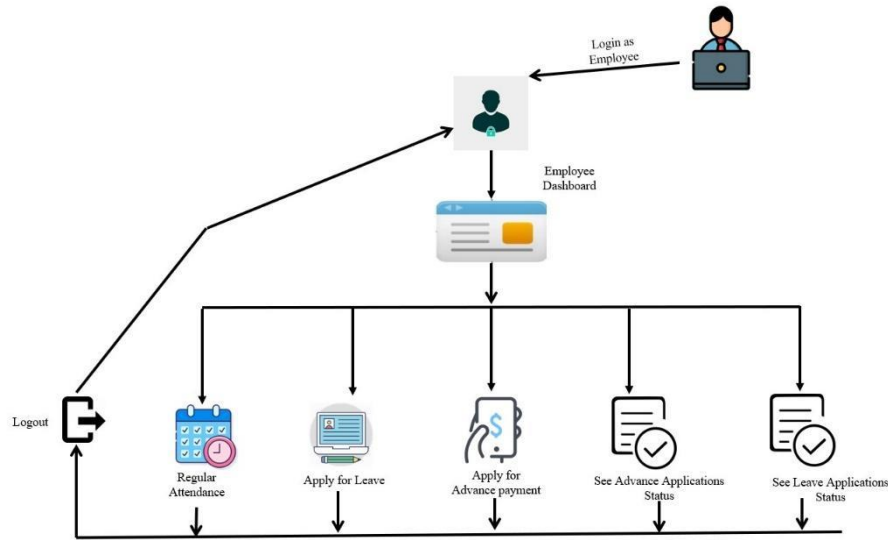 Login as
Employee
Employee
Dashboard
Logout
Regular
Attendance
Apply for Leave
Apply for
Advance payment
See Advance Applications
Status
See Leave Applications
Status